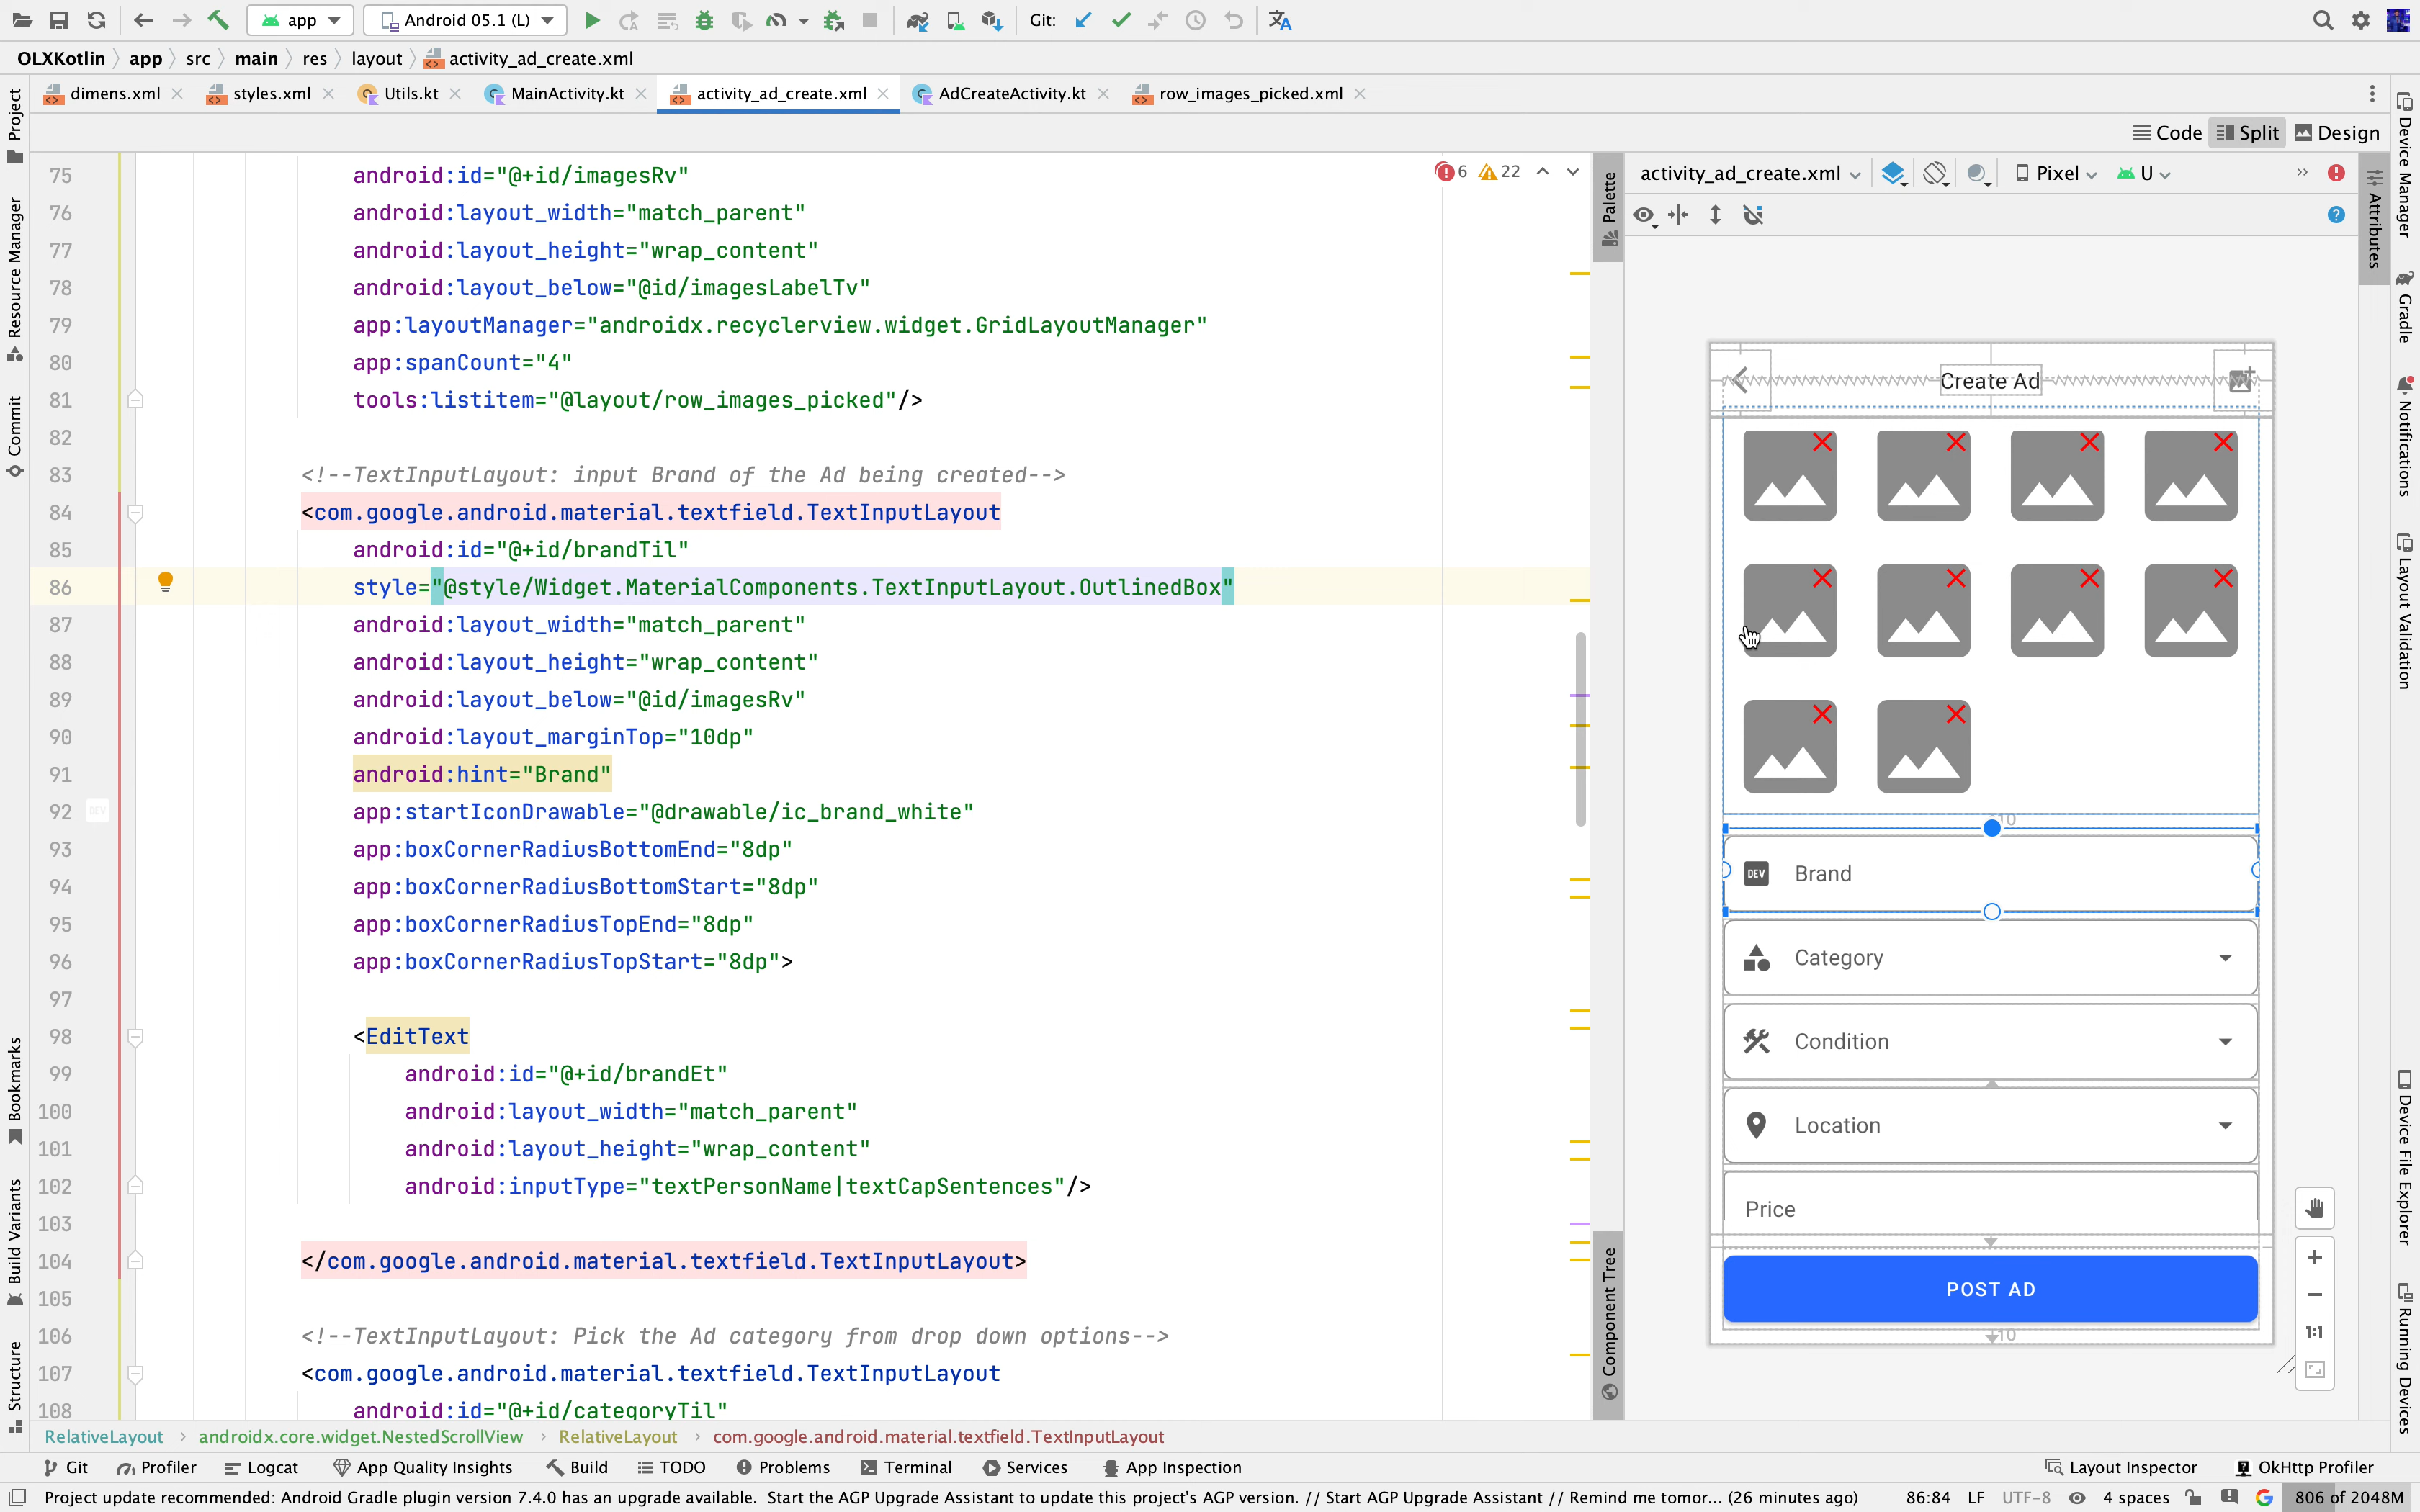 app
Android 05.1 (L)
Git:
OLXKotlin
app
src
main
res
layout
activity_ad_create.xml
dimens.xml
styles.xml
Utils.kt
MainActivity.kt
activity_ad_create.xml
AdCreateActivity.kt
row_images_picked.xml
Code
Split
Design
Project
Resource Manager
Commit
Bookmarks
Build Variants
Structure
6
22
75 android:id="@+id/imagesRv"
76 android:layout_width="match_parent"
77 android:layout_height="wrap_content"
78 android:layout_below="@id/imagesLabelTv"
79 app:layoutManager="androidx.recyclerview.widget.GridLayoutManager"
80 app:spanCount="4"
81 tools:listitem="@layout/row_images_picked"/>
82
83 <!--TextInputLayout: input Brand of the Ad being created-->
84 <com.google.android.material.textfield.TextInputLayout
85 android:id="@+id/brandTil"
86 style="@style/Widget.MaterialComponents.TextInputLayout.OutlinedBox"
87 android:layout_width="match_parent"
88 android:layout_height="wrap_content"
89 android:layout_below="@id/imagesRv"
90 android:layout_marginTop="10dp"
91 android:hint="Brand"
92 DEV app:startIconDrawable="@drawable/ic_brand_white"
93 app:boxCornerRadiusBottomEnd="8dp"
94 app:boxCornerRadiusBottomStart="8dp"
95 app:boxCornerRadiusTopEnd="8dp"
96 app:boxCornerRadiusTopStart="8dp">
97
98 <EditText
99 android:id="@+id/brandEt"
100 android:layout_width="match_parent"
101 android:layout_height="wrap_content"
102 android:inputType="textPersonName|textCapSentences"/>
103
104 </com.google.android.material.textfield.TextInputLayout>
105
106 <!--TextInputLayout: Pick the Ad category from drop down options-->
107 <com.google.android.material.textfield.TextInputLayout
108 android:id="@+id/categoryTil"
Palette
Component Tree
activity_ad_create.xml
Pixel
U
Attributes
Create Ad
10
DEV Brand
Category
Condition
Location
Price
POST AD
10
1:1
Device Manager
Gradle
Notifications
Layout Validation
Device File Explorer
Running Devices
RelativeLayout
androidx.core.widget.NestedScrollView
RelativeLayout
com.google.android.material.textfield.TextInputLayout
Git
Profiler
Logcat
App Quality Insights
Build
TODO
Problems
Terminal
Services
App Inspection
Layout Inspector
OkHttp Profiler
Project update recommended: Android Gradle plugin version 7.4.0 has an upgrade available. Start the AGP Upgrade Assistant to update this project's AGP version. // Start AGP Upgrade Assistant // Remind me tomor... (26 minutes ago)
86:84
LF
UTF-8
4 spaces
806 of 2048M